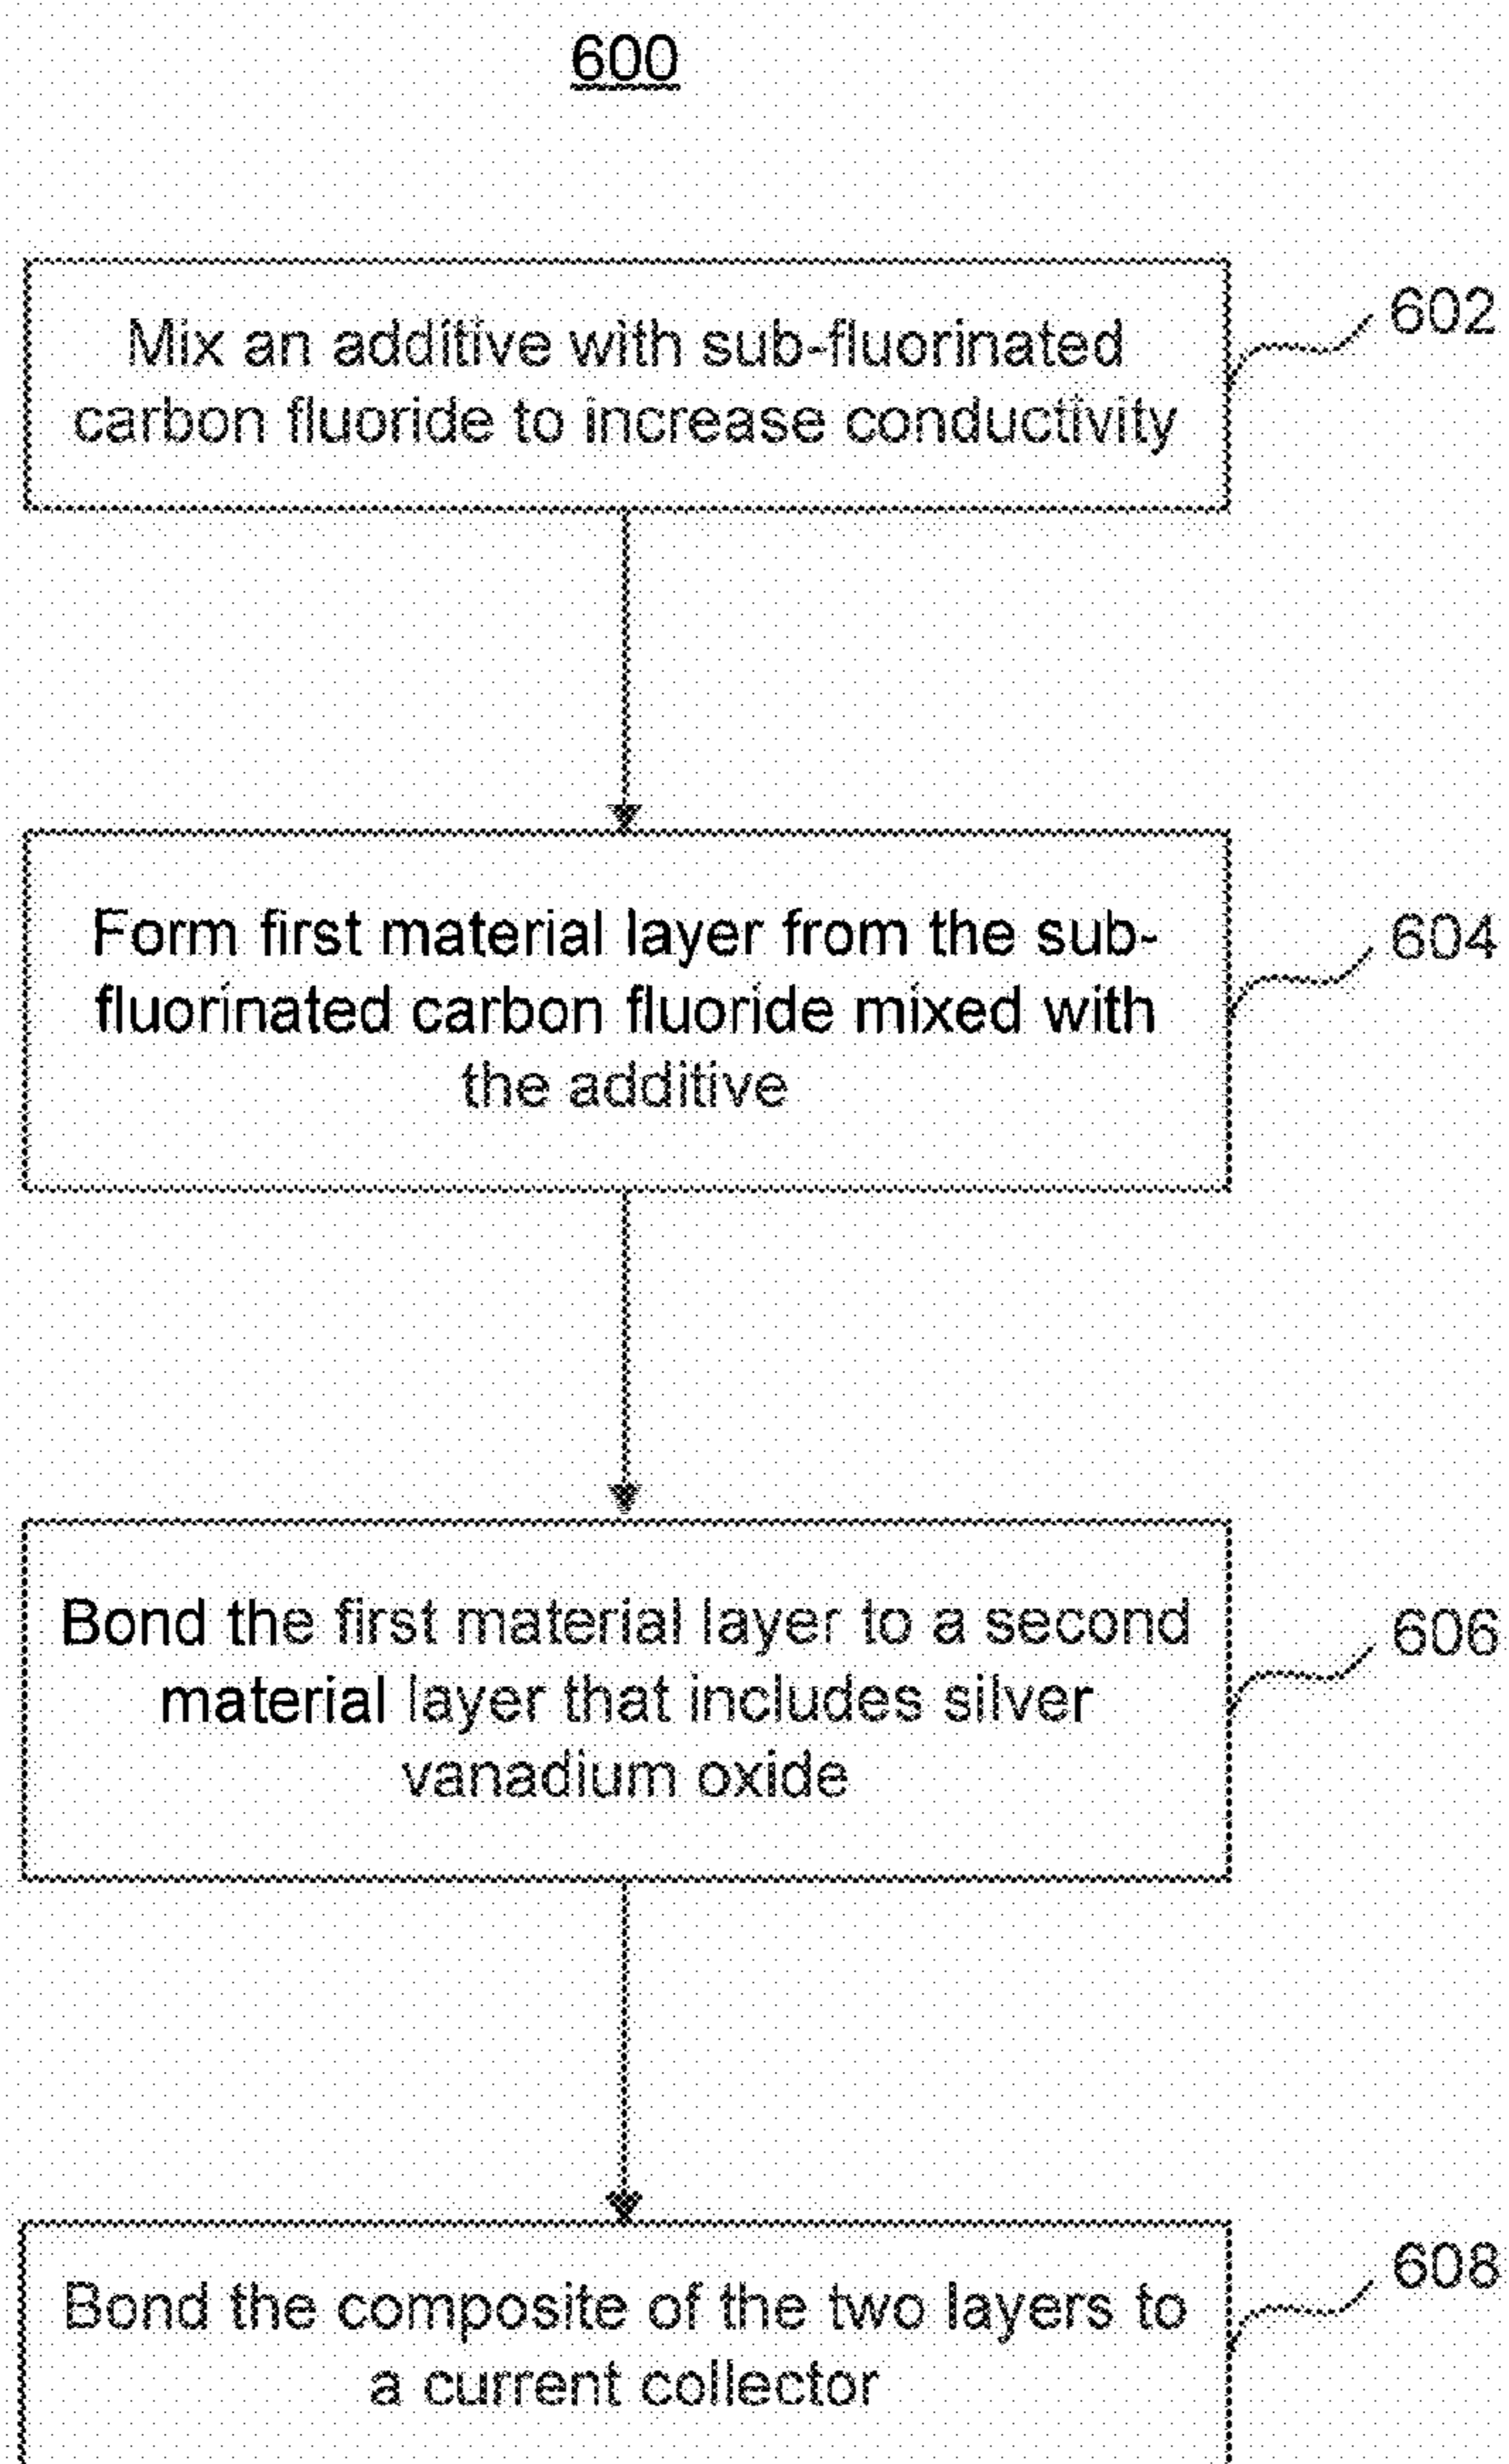 600
Mix an additive with sub-fluorinated
carbon fluoride to increase conductivity
602
Form first material layer from the sub-
fluorinated carbon fluoride mixed with
the additive
604
Bond the first material layer to a second
material layer that includes silver
vanadium oxide
606
Bond the composite of the two layers to
a current collector
608